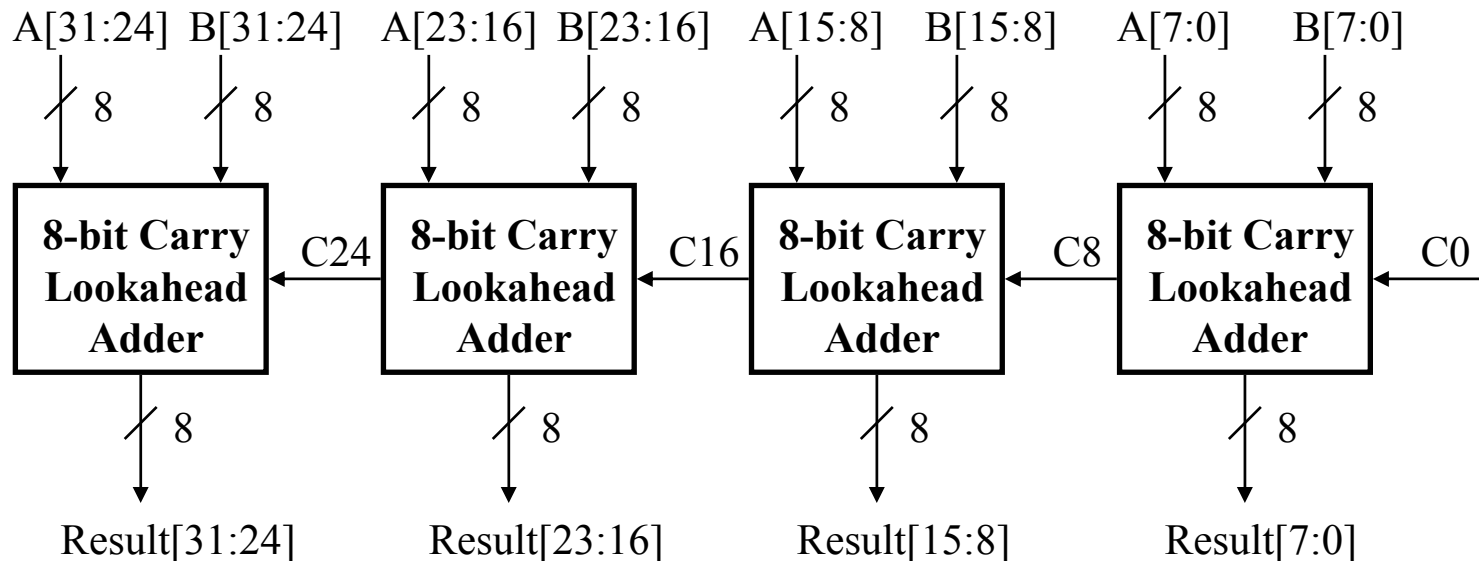 A[31:24] B[31:24] A[23:16] B[23:16] A[15:8] B[15:8] A[7:0] B[7:0]
8 8 8 8 8 8 8 8
8-bit Carry Lookahead Adder
C24
8-bit Carry Lookahead Adder
C16
8-bit Carry Lookahead Adder
C8
8-bit Carry Lookahead Adder
C0
8 8 8 8
Result[31:24] Result[23:16] Result[15:8] Result[7:0]